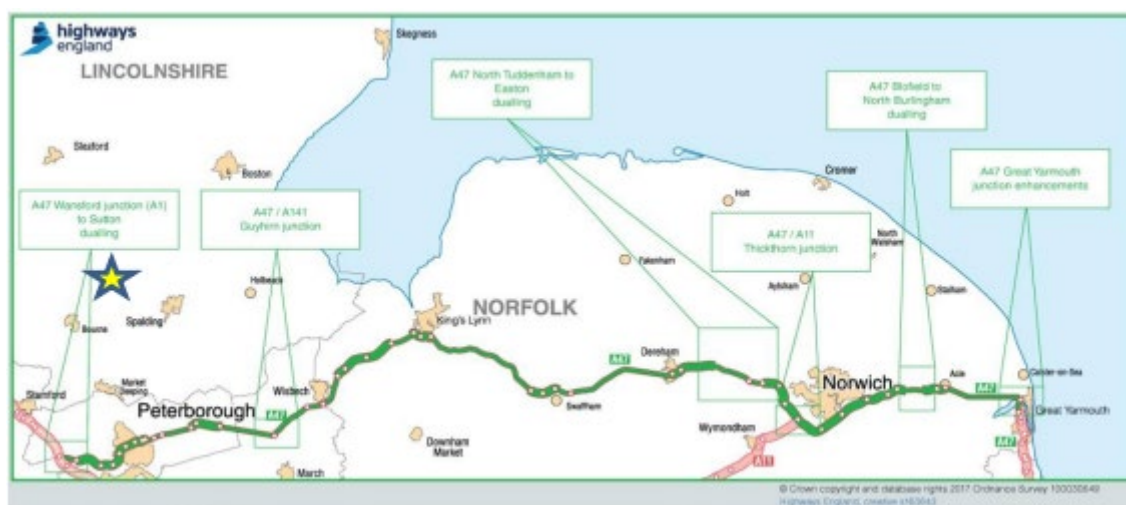 highways
england
LINCOLNSHIRE
Skegness
A47 North Tuddenham to
Easton
dualling
A47 Blofield to
North Burlingham
dualling
Sleaford
Boston
A47 Great Yarmouth
junction enhancements
Cromer
Holt
A47 Wansford junction (A1)
to Sutton
dualling
A47 / A141
Guyhirn junction
A47 / A11
Thickthorn junction
North
Walsham
Fakenham
Aylsham
Holbeach
Stalham
Spalding
Bourne
King's Lynn
NORFOLK
Dereham
A47
Market
Deeping
Wisbech
Stamford
Norwich
Acle
A47
Caister-on-Sea
Peterborough
A47
Swaffham
Great Yarmouth
Wymondham
Downham
Market
A47
March
A11
© Crown copyright and database rights 2017 Ordnance Survey 100030649
Highways England, creative